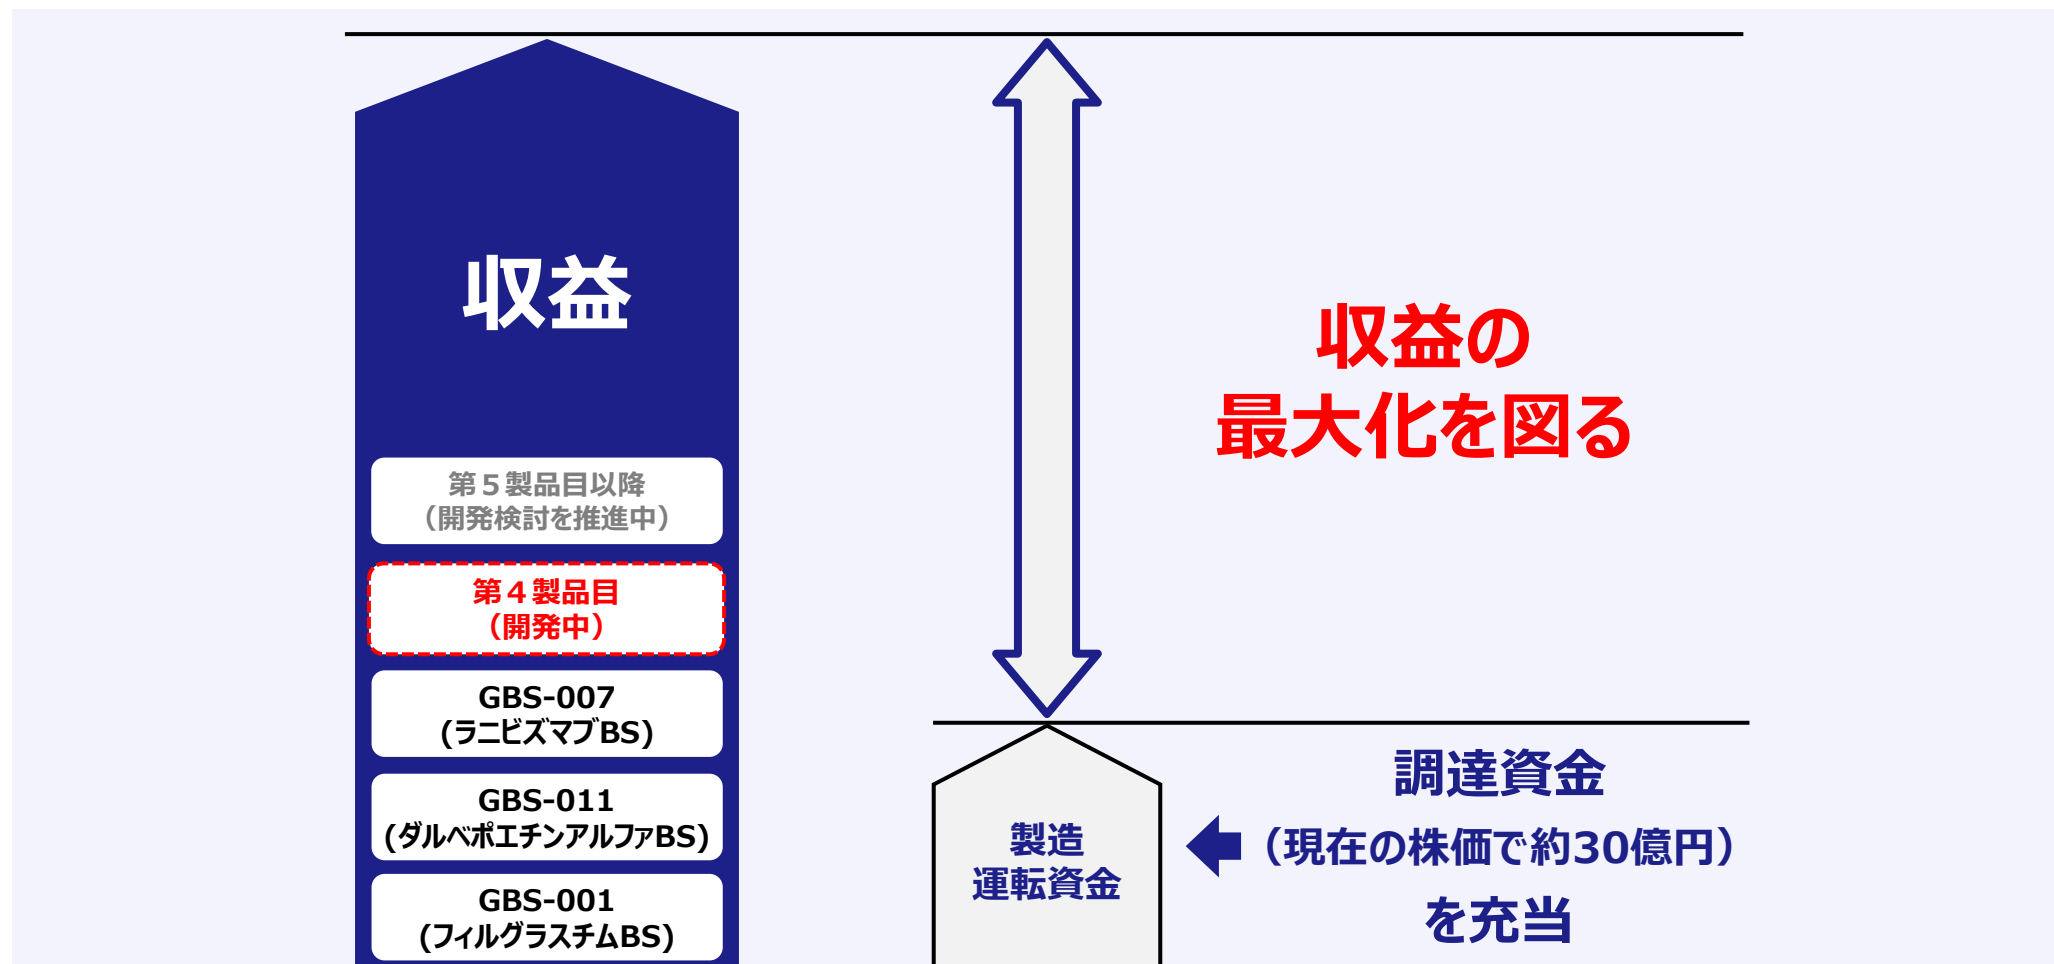 収益
第５製品目以降
（開発検討を推進中）
第４製品目
（開発中）
GBS-007
(ラニビズマブBS)
GBS-011
(ダルベポエチンアルファBS)
GBS-001
(フィルグラスチムBS)
収益の
最大化を図る
製造
運転資金
調達資金
（現在の株価で約30億円）
を充当